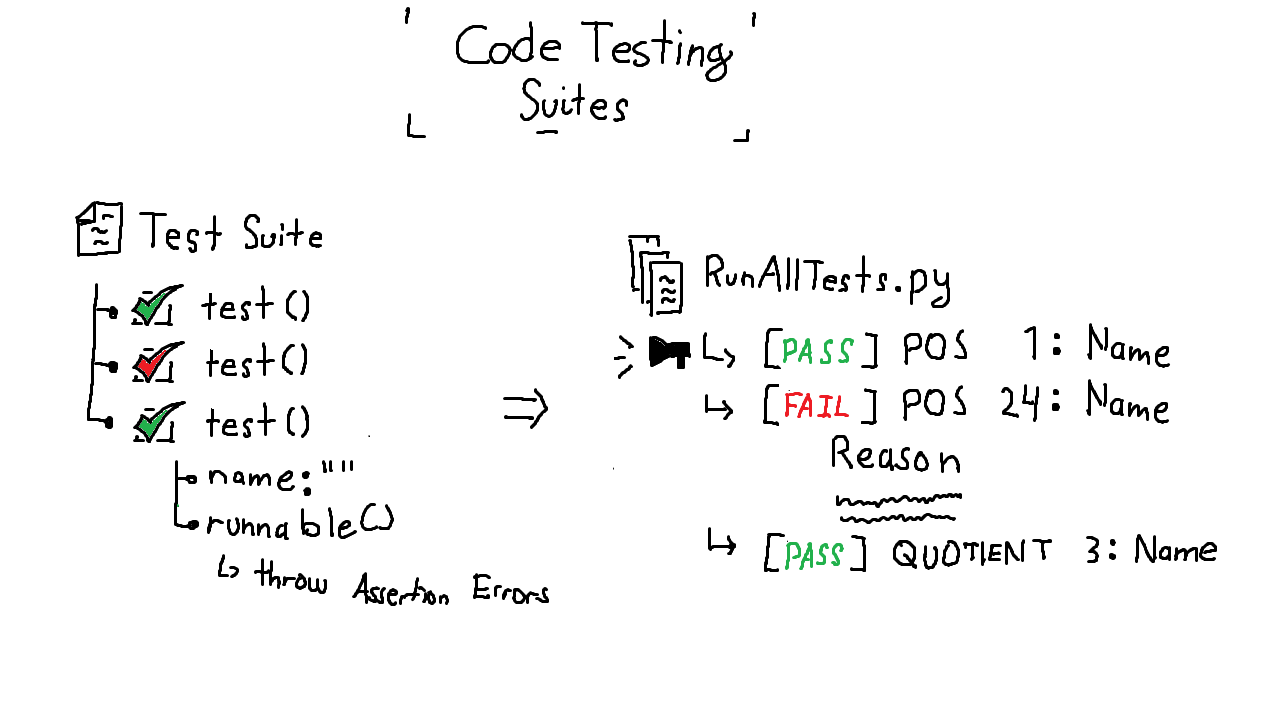 Code Testing
Suites
Test Suite
test()
test()
test()
name: ""
runnable()
throw Assertion Errors
RunAllTests.py
[PASS] POS 1: Name
[FAIL] POS 24: Name
Reason
[PASS] QUOTIENT 3: Name